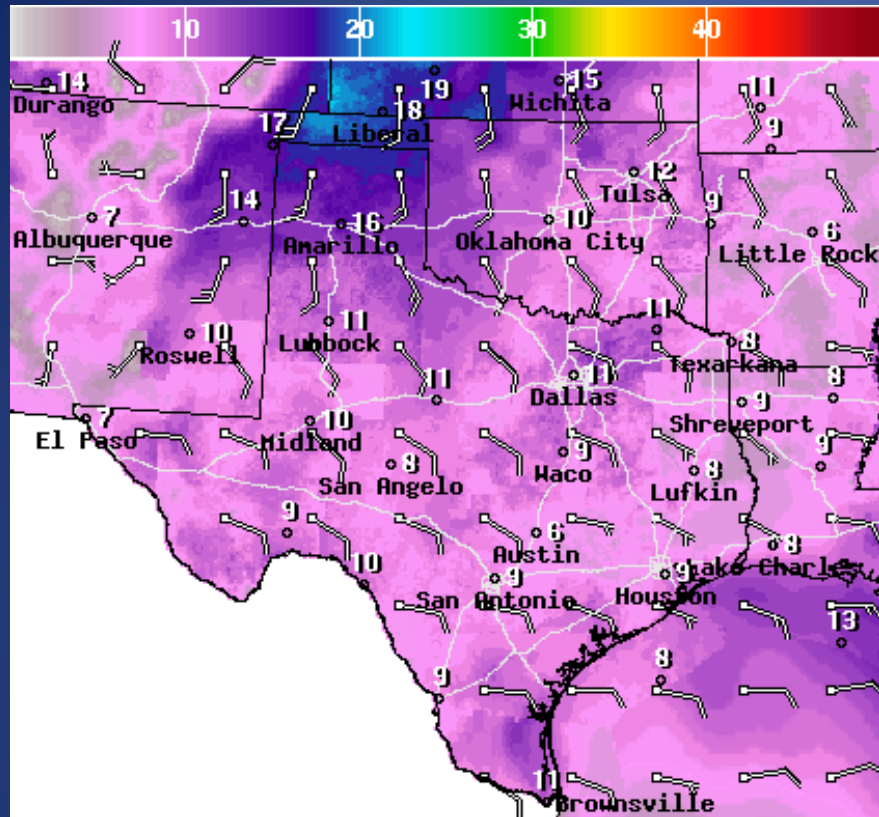 10 20 30 40
14 19 15 11
Durango Wichita
18
Liberal
17 9
12
Tulsa
7 14 16 10 9 6
Albuquerque Amarillo Oklahoma City Little Rock
10 11 11 8
Roswell Lubbock Texarkana
11 11 8
Dallas
7 10 9
El Paso Midland Shreveport
8 9 8 9
San Angelo Waco Lufkin
9 6 8
Austin
Lake Charles
10 9 9
San Antonio Houston
13
9 8
11
Brownsville